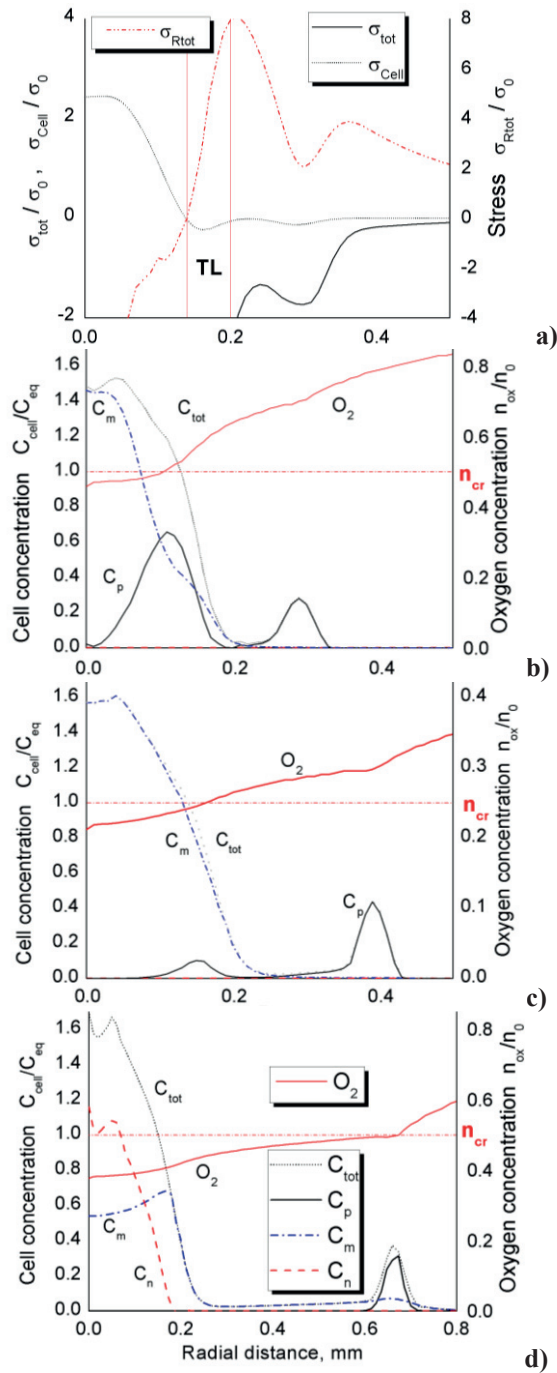 4
2
0
-2
σtot / σ0 , σCell / σ0
σRtot
σtot
σCell
TL
8
6
4
2
0
-2
-4
Stress σRtot / σ0
0.0
0.2
0.4
a)
1.6
1.4
1.2
1.0
0.8
0.6
0.4
0.2
0.0
Cell concentration Ccell/Ceq
Cm
Ctot
O2
Cp
0.8
0.6
ncr
0.4
0.2
0.0
Oxygen concentration nox/n0
0.0
0.2
0.4
b)
1.6
1.4
1.2
1.0
0.8
0.6
0.4
0.2
0.0
Cell concentration Ccell/Ceq
O2
Cm
Ctot
Cp
0.4
0.3
ncr
0.2
0.1
0.0
Oxygen concentration nox/n0
0.0
0.2
0.4
c)
1.6
1.4
1.2
1.0
0.8
0.6
0.4
0.2
0.0
Cell concentration Ccell/Ceq
Ctot
O2
O2
Cm
Cn
Ctot
Cp
Cm
Cn
0.8
0.6
ncr
0.4
0.2
0.0
Oxygen concentration nox/n0
0.0
0.2
0.4
0.6
0.8
Radial distance, mm
d)